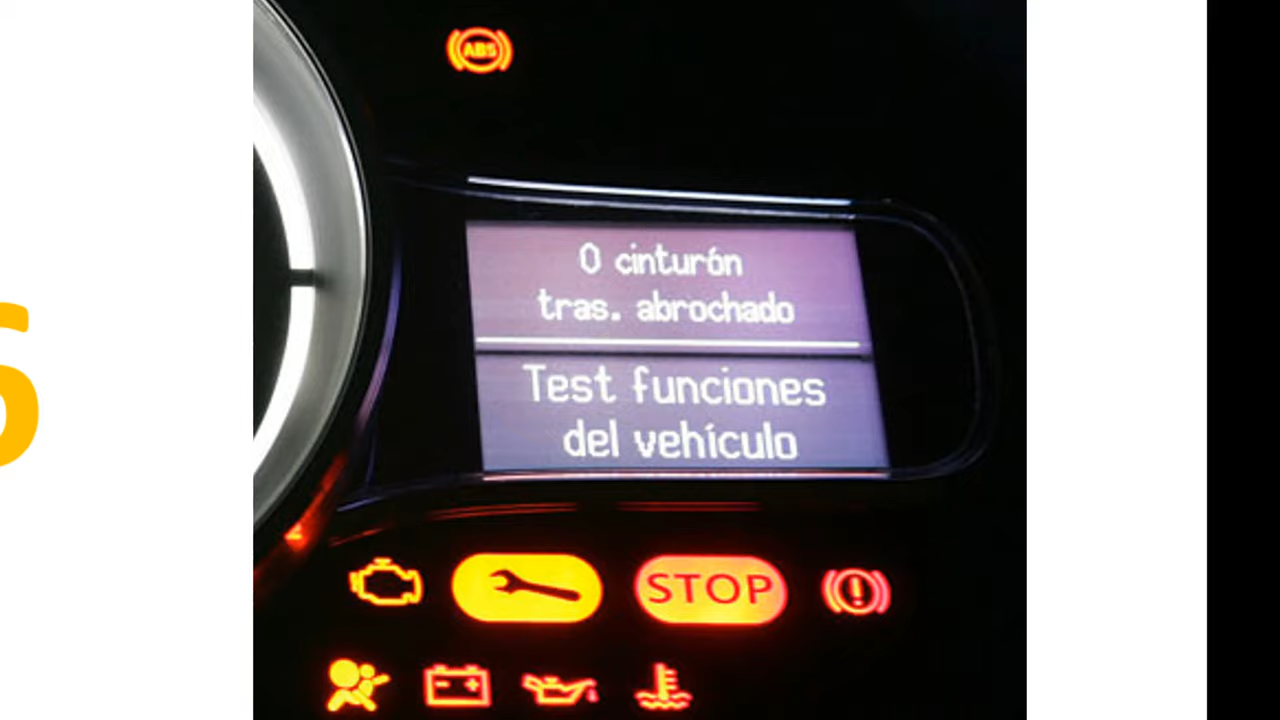 ABS
0 cinturón
tras. abrochado
Test funciones
del vehículo
STOP